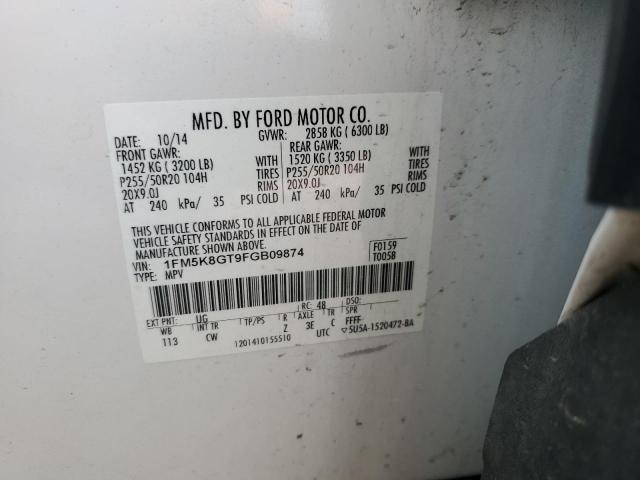 MFD. BY FORD MOTOR CO.
DATE: 10/14 GVWR: 2858 KG ( 6300 LB)
FRONT GAWR: REAR GAWR:
1452 KG ( 3200 LB) WITH 1520 KG ( 3350 LB) WITH
P255/50R20 104H TIRES P255/50R20 104H TIRES
20X9.0J RIMS 20X9.0J RIMS
AT 240 kPa/ 35 PSI COLD AT 240 kPa/ 35 PSI COLD
THIS VEHICLE CONFORMS TO ALL APPLICABLE FEDERAL MOTOR
VEHICLE SAFETY STANDARDS IN EFFECT ON THE DATE OF
MANUFACTURE SHOWN ABOVE.
VIN: 1FM5K8GT9FGB09874 F0159
TYPE: MPV T0058
EXT PNT: UG RC: 48 DSO:
WB INT TR TP/PS R AXLE TR SPR
113 CW Z 3E C FFFF
1201410155510 UTC ▽5U5A-1520472-BA